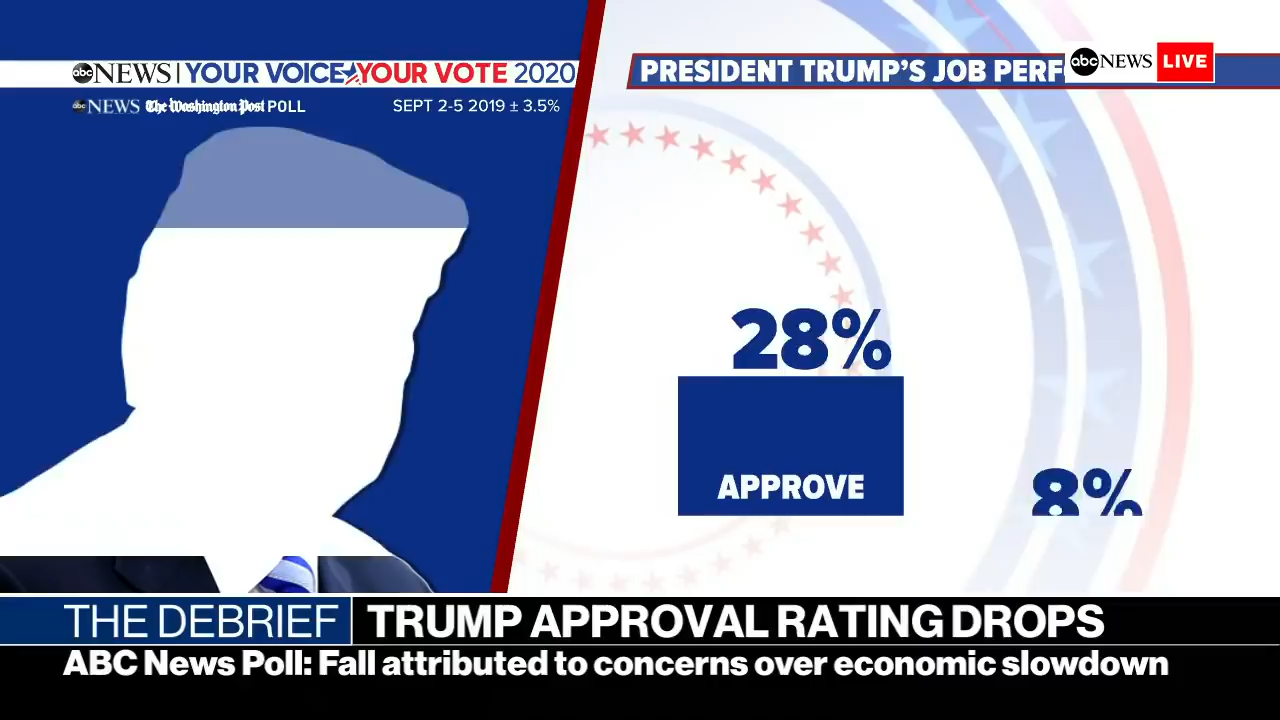 abc NEWS | YOUR VOICE YOUR VOTE 2020
abc NEWS The Washington Post POLL
SEPT 2-5 2019 ± 3.5%
PRESIDENT TRUMP'S JOB PERF
abc NEWS LIVE
28%
APPROVE
8%
THE DEBRIEF
TRUMP APPROVAL RATING DROPS
ABC News Poll: Fall attributed to concerns over economic slowdown